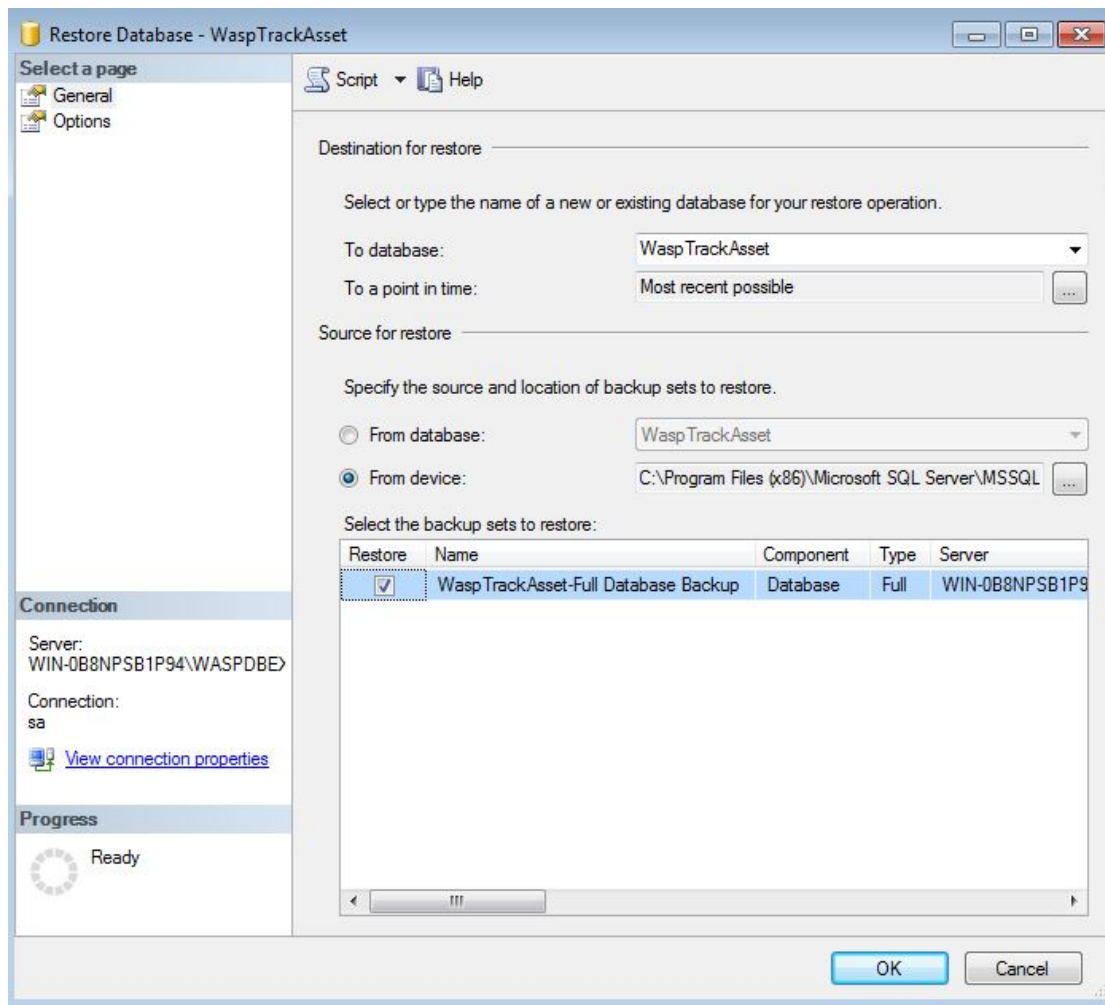 Restore Database - WaspTrackAsset
Select a page
General
Options
Script
Help
Destination for restore
Select or type the name of a new or existing database for your restore operation.
To database:
WaspTrackAsset
To a point in time:
Most recent possible
...
Source for restore
Specify the source and location of backup sets to restore.
From database:
WaspTrackAsset
From device:
C:\Program Files (x86)\Microsoft SQL Server\MSSQL
...
Select the backup sets to restore:
Restore Name Component Type Server
WaspTrackAsset-Full Database Backup Database Full WIN-0B8NPSB1P9
Connection
Server:
WIN-0B8NPSB1P94\WASPDBEX
Connection:
sa
View connection properties
Progress
Ready
OK
Cancel